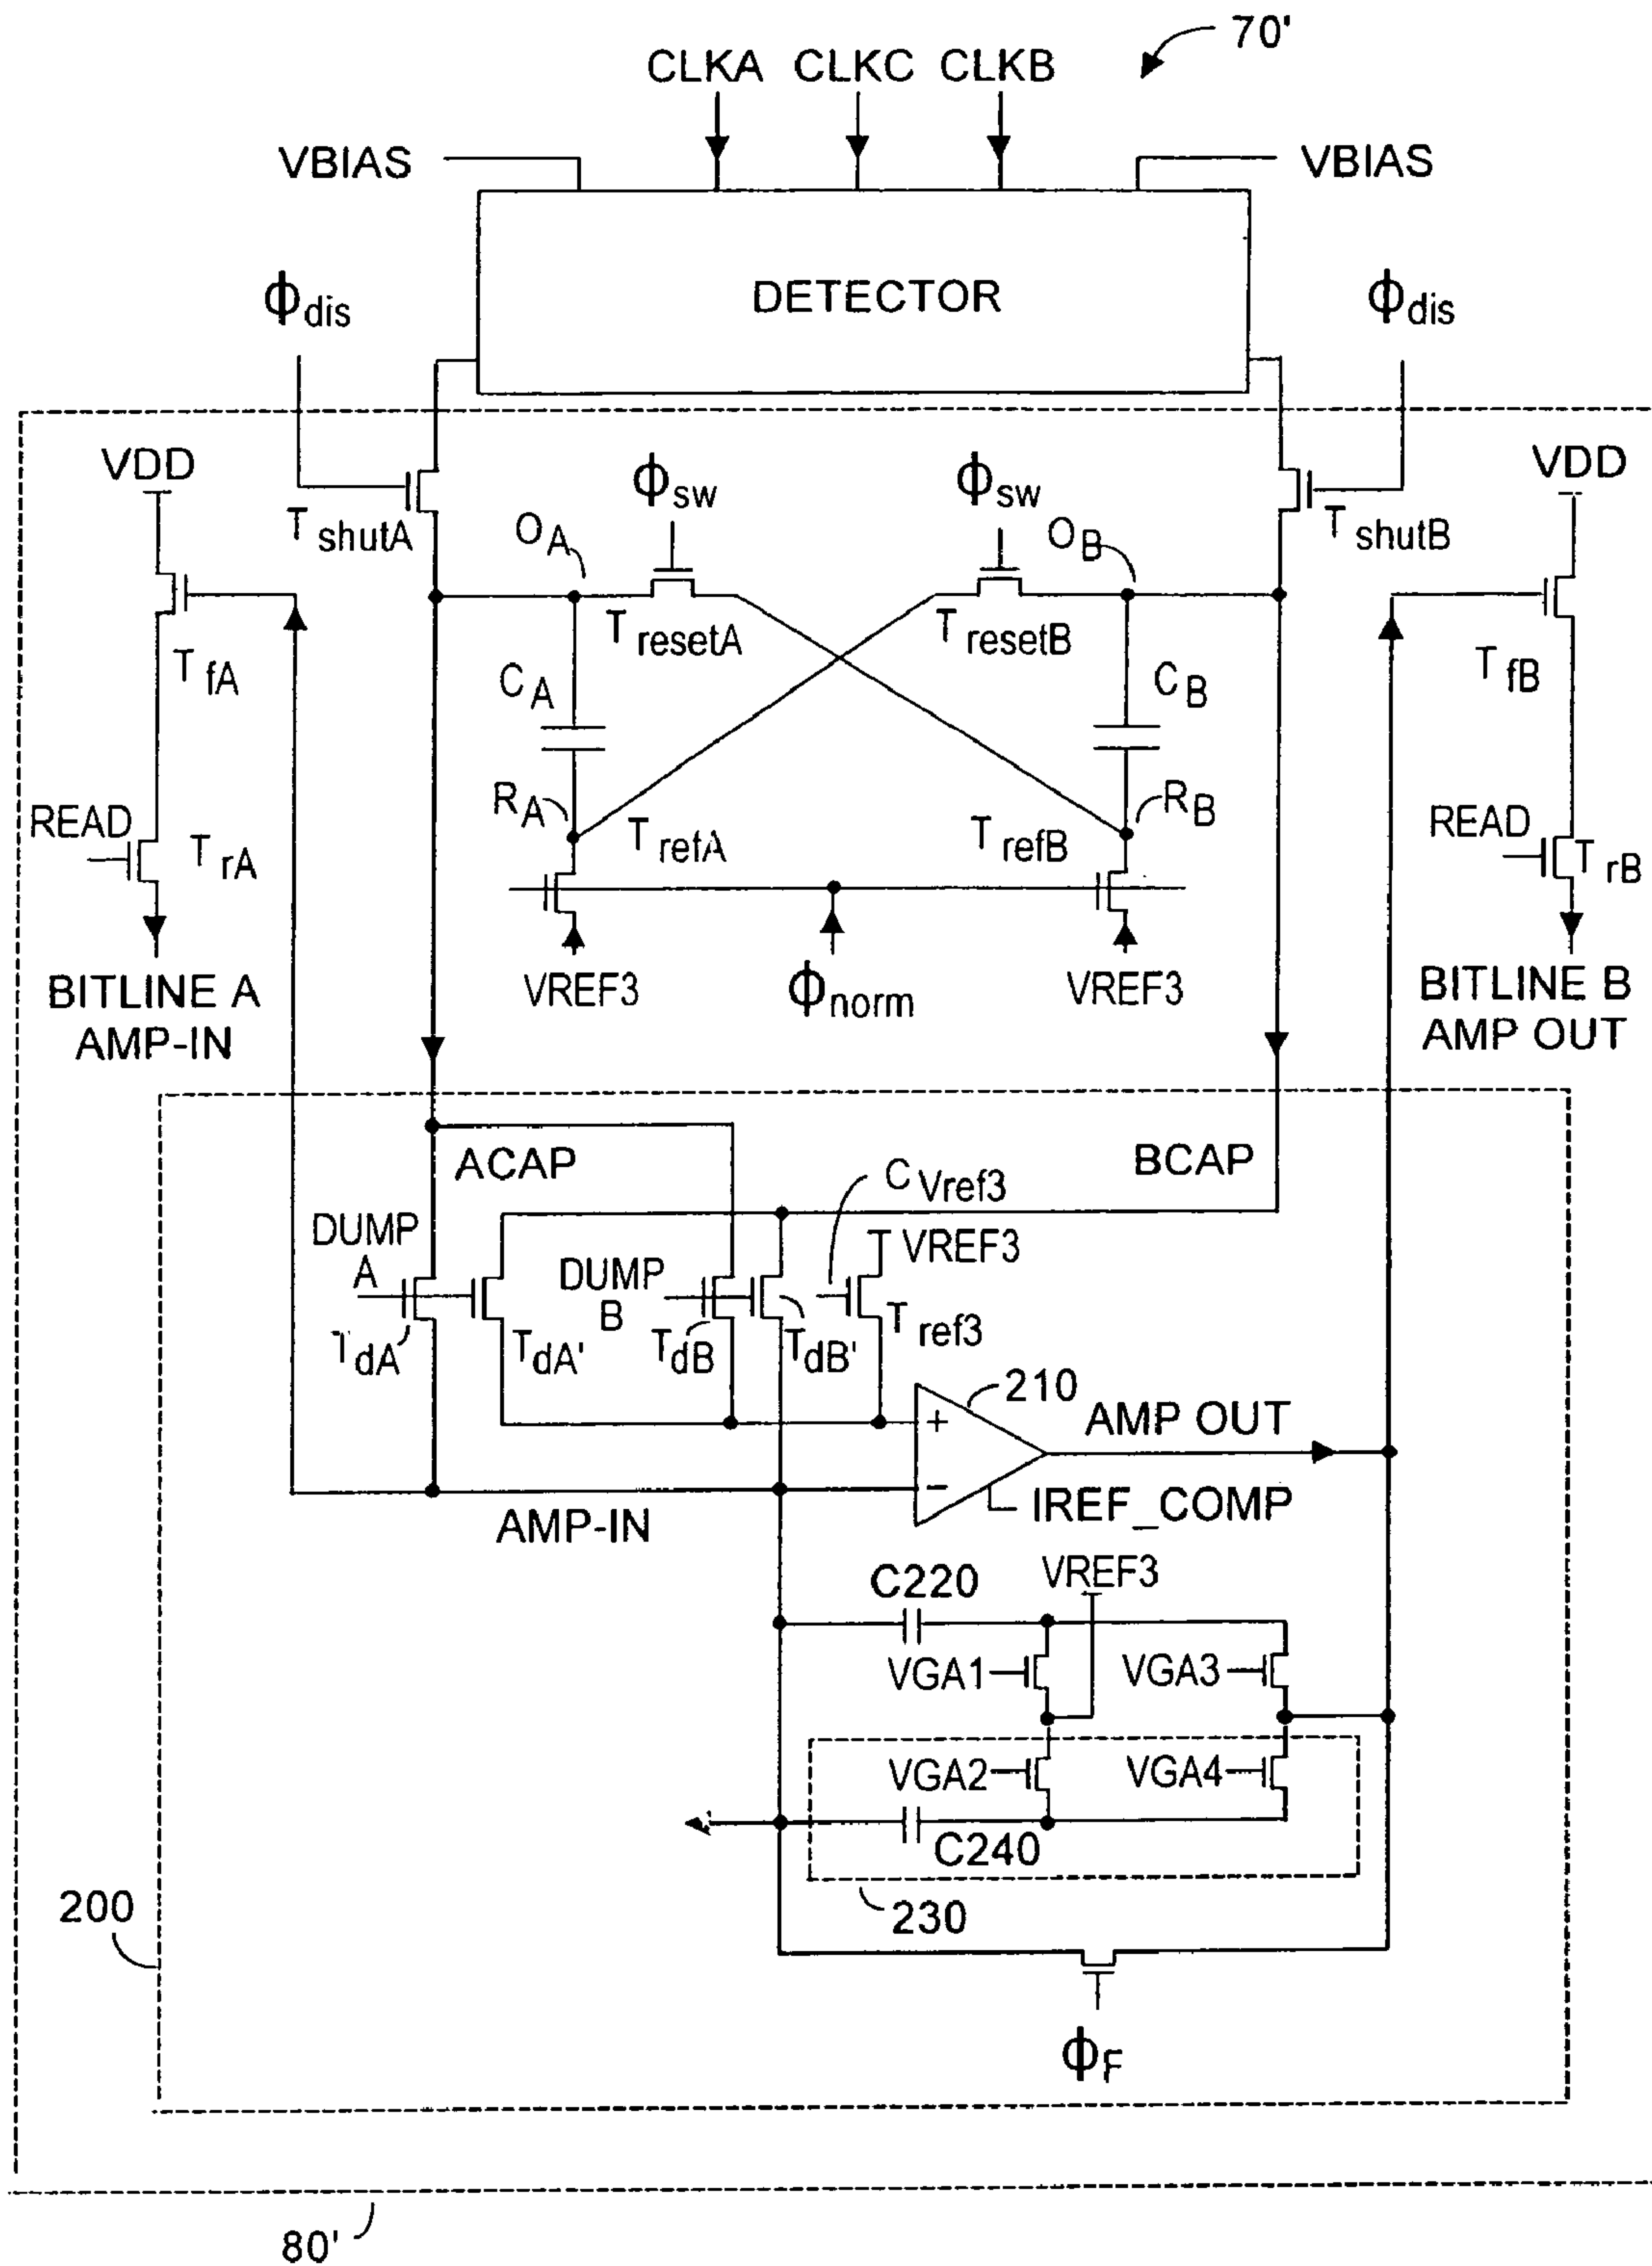 70'
CLKA CLKC CLKB
VBIAS VBIAS
DETECTOR
ϕdis ϕdis
VDD ϕsw ϕsw VDD
TshutA OA OB TshutB
TresetA TresetB
TfA CA CB TfB
RA RB
READ TrA TrefA TrefB READ TrB
VREF3 ϕnorm VREF3
BITLINE A
AMP-IN
BITLINE B
AMP OUT
ACAP BCAP
CVref3
DUMP
A
VREF3
DUMP
B
Tref3
TdA TdA' TdB TdB'
210
+ AMP OUT
-
IREF_COMP
AMP-IN
C220 VREF3
VGA1 VGA3
VGA2 VGA4
C240
200 230
ϕF
80'